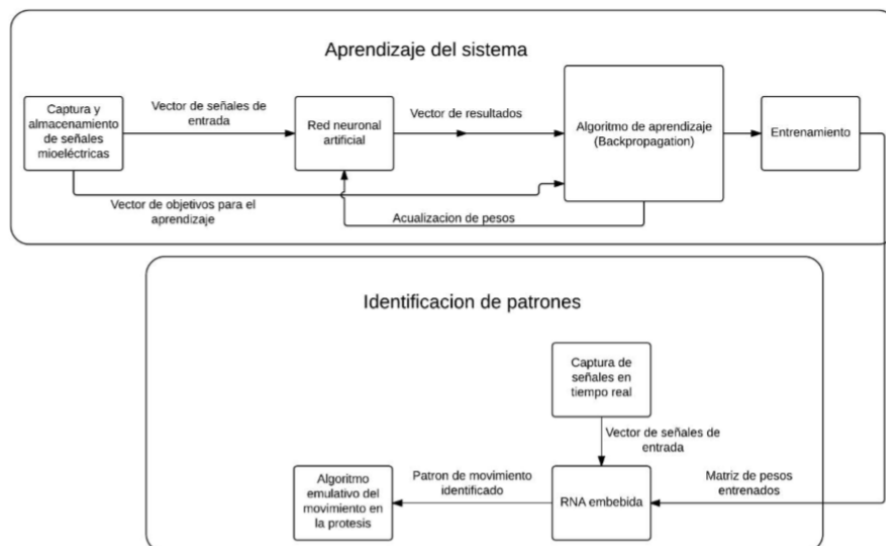 Aprendizaje del sistema
Captura y
almacenamiento
de señales
mioeléctricas
Vector de señales de
entrada
Red neuronal
artificial
Vector de resultados
Algoritmo de aprendizaje
(Backpropagation)
Entrenamiento
Vector de objetivos para el
aprendizaje
Acualizacion de pesos
Identificacion de patrones
Captura de
señales en
tiempo real
Vector de señales de
entrada
Algoritmo
emulativo del
movimiento en
la protesis
Patron de movimiento
identificado
RNA embebida
Matriz de pesos
entrenados